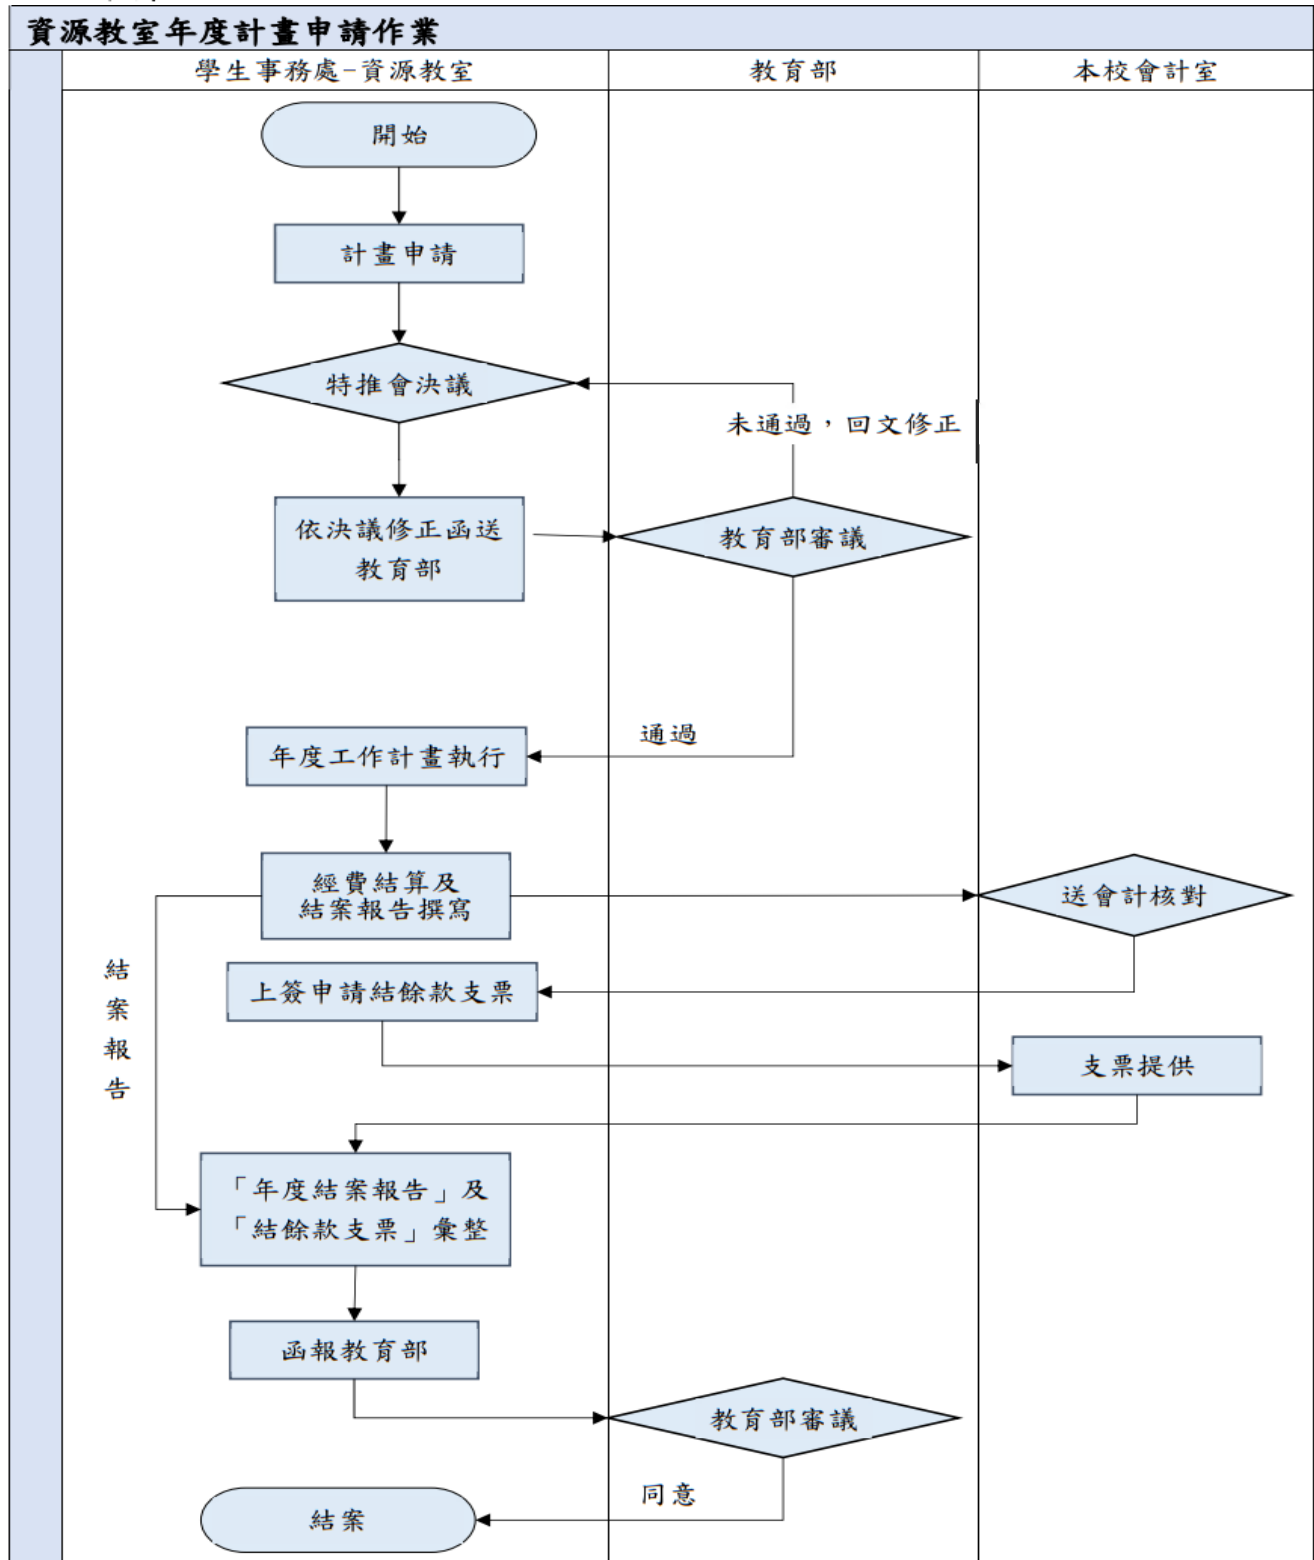 資源教室年度計畫申請作業
學生事務處-資源教室
教育部
本校會計室
開始
計畫申請
特推會決議
未通過，回文修正
依決議修正函送
教育部
教育部審議
通過
年度工作計畫執行
經費結算及
結案報告撰寫
送會計核對
結案報告
上簽申請結餘款支票
支票提供
「年度結案報告」及
「結餘款支票」彙整
函報教育部
教育部審議
同意
結案